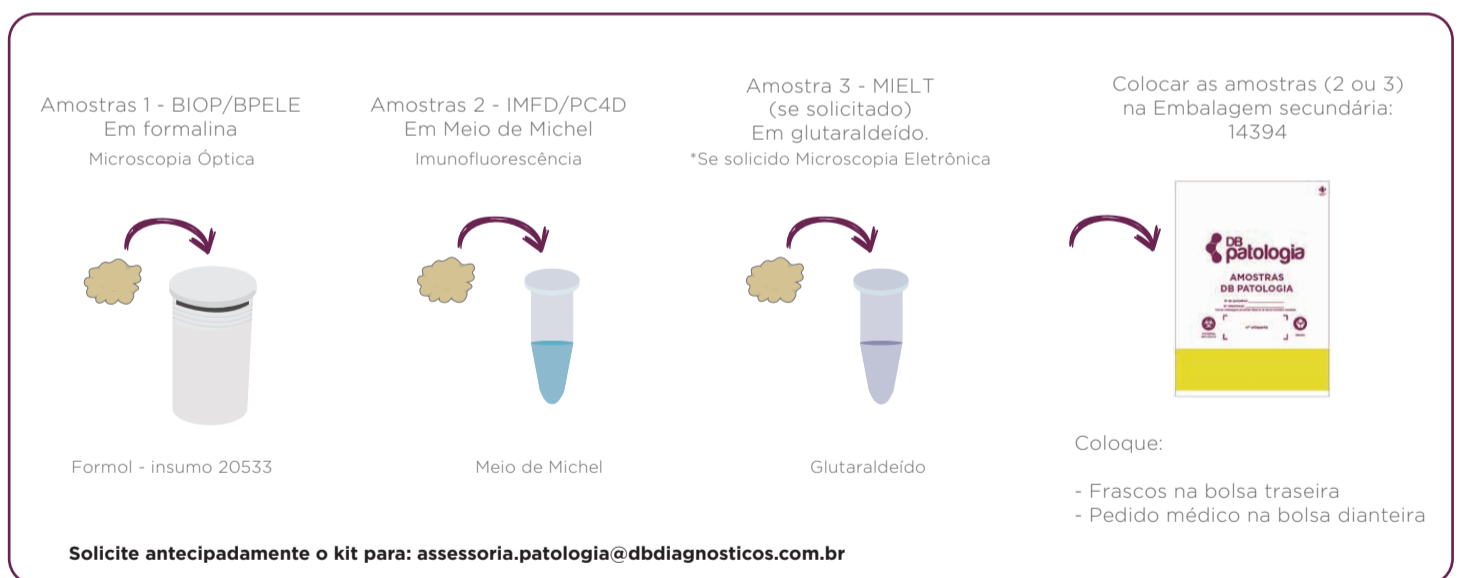 Amostras 1 - BIOP/BPELE
Em formalina
Microscopia Óptica
Formol - insumo 20533
Amostras 2 - IMFD/PC4D
Em Meio de Michel
Imunofluorescência
Meio de Michel
Amostra 3 - MIELT
(se solicitado)
Em glutaraldeído.
*Se solicido Microscopia Eletrônica
Glutaraldeído
Colocar as amostras (2 ou 3)
na Embalagem secundária:
14394
DB
patologia
AMOSTRAS
DB PATOLOGIA
nº etiqueta
Coloque:
- Frascos na bolsa traseira
- Pedido médico na bolsa dianteira
Solicite antecipadamente o kit para: assessoria.patologia@dbdiagnosticos.com.br